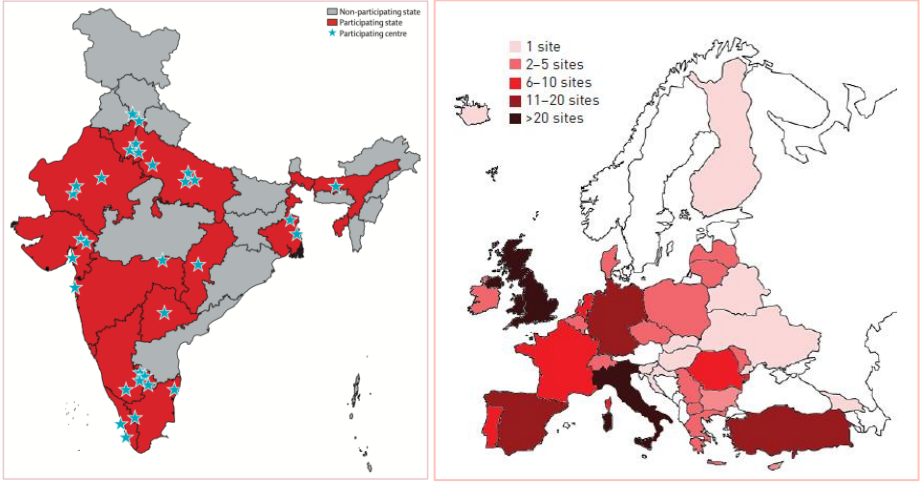 Non-participating state
Participating state
Participating centre
1 site
2–5 sites
6–10 sites
11–20 sites
>20 sites